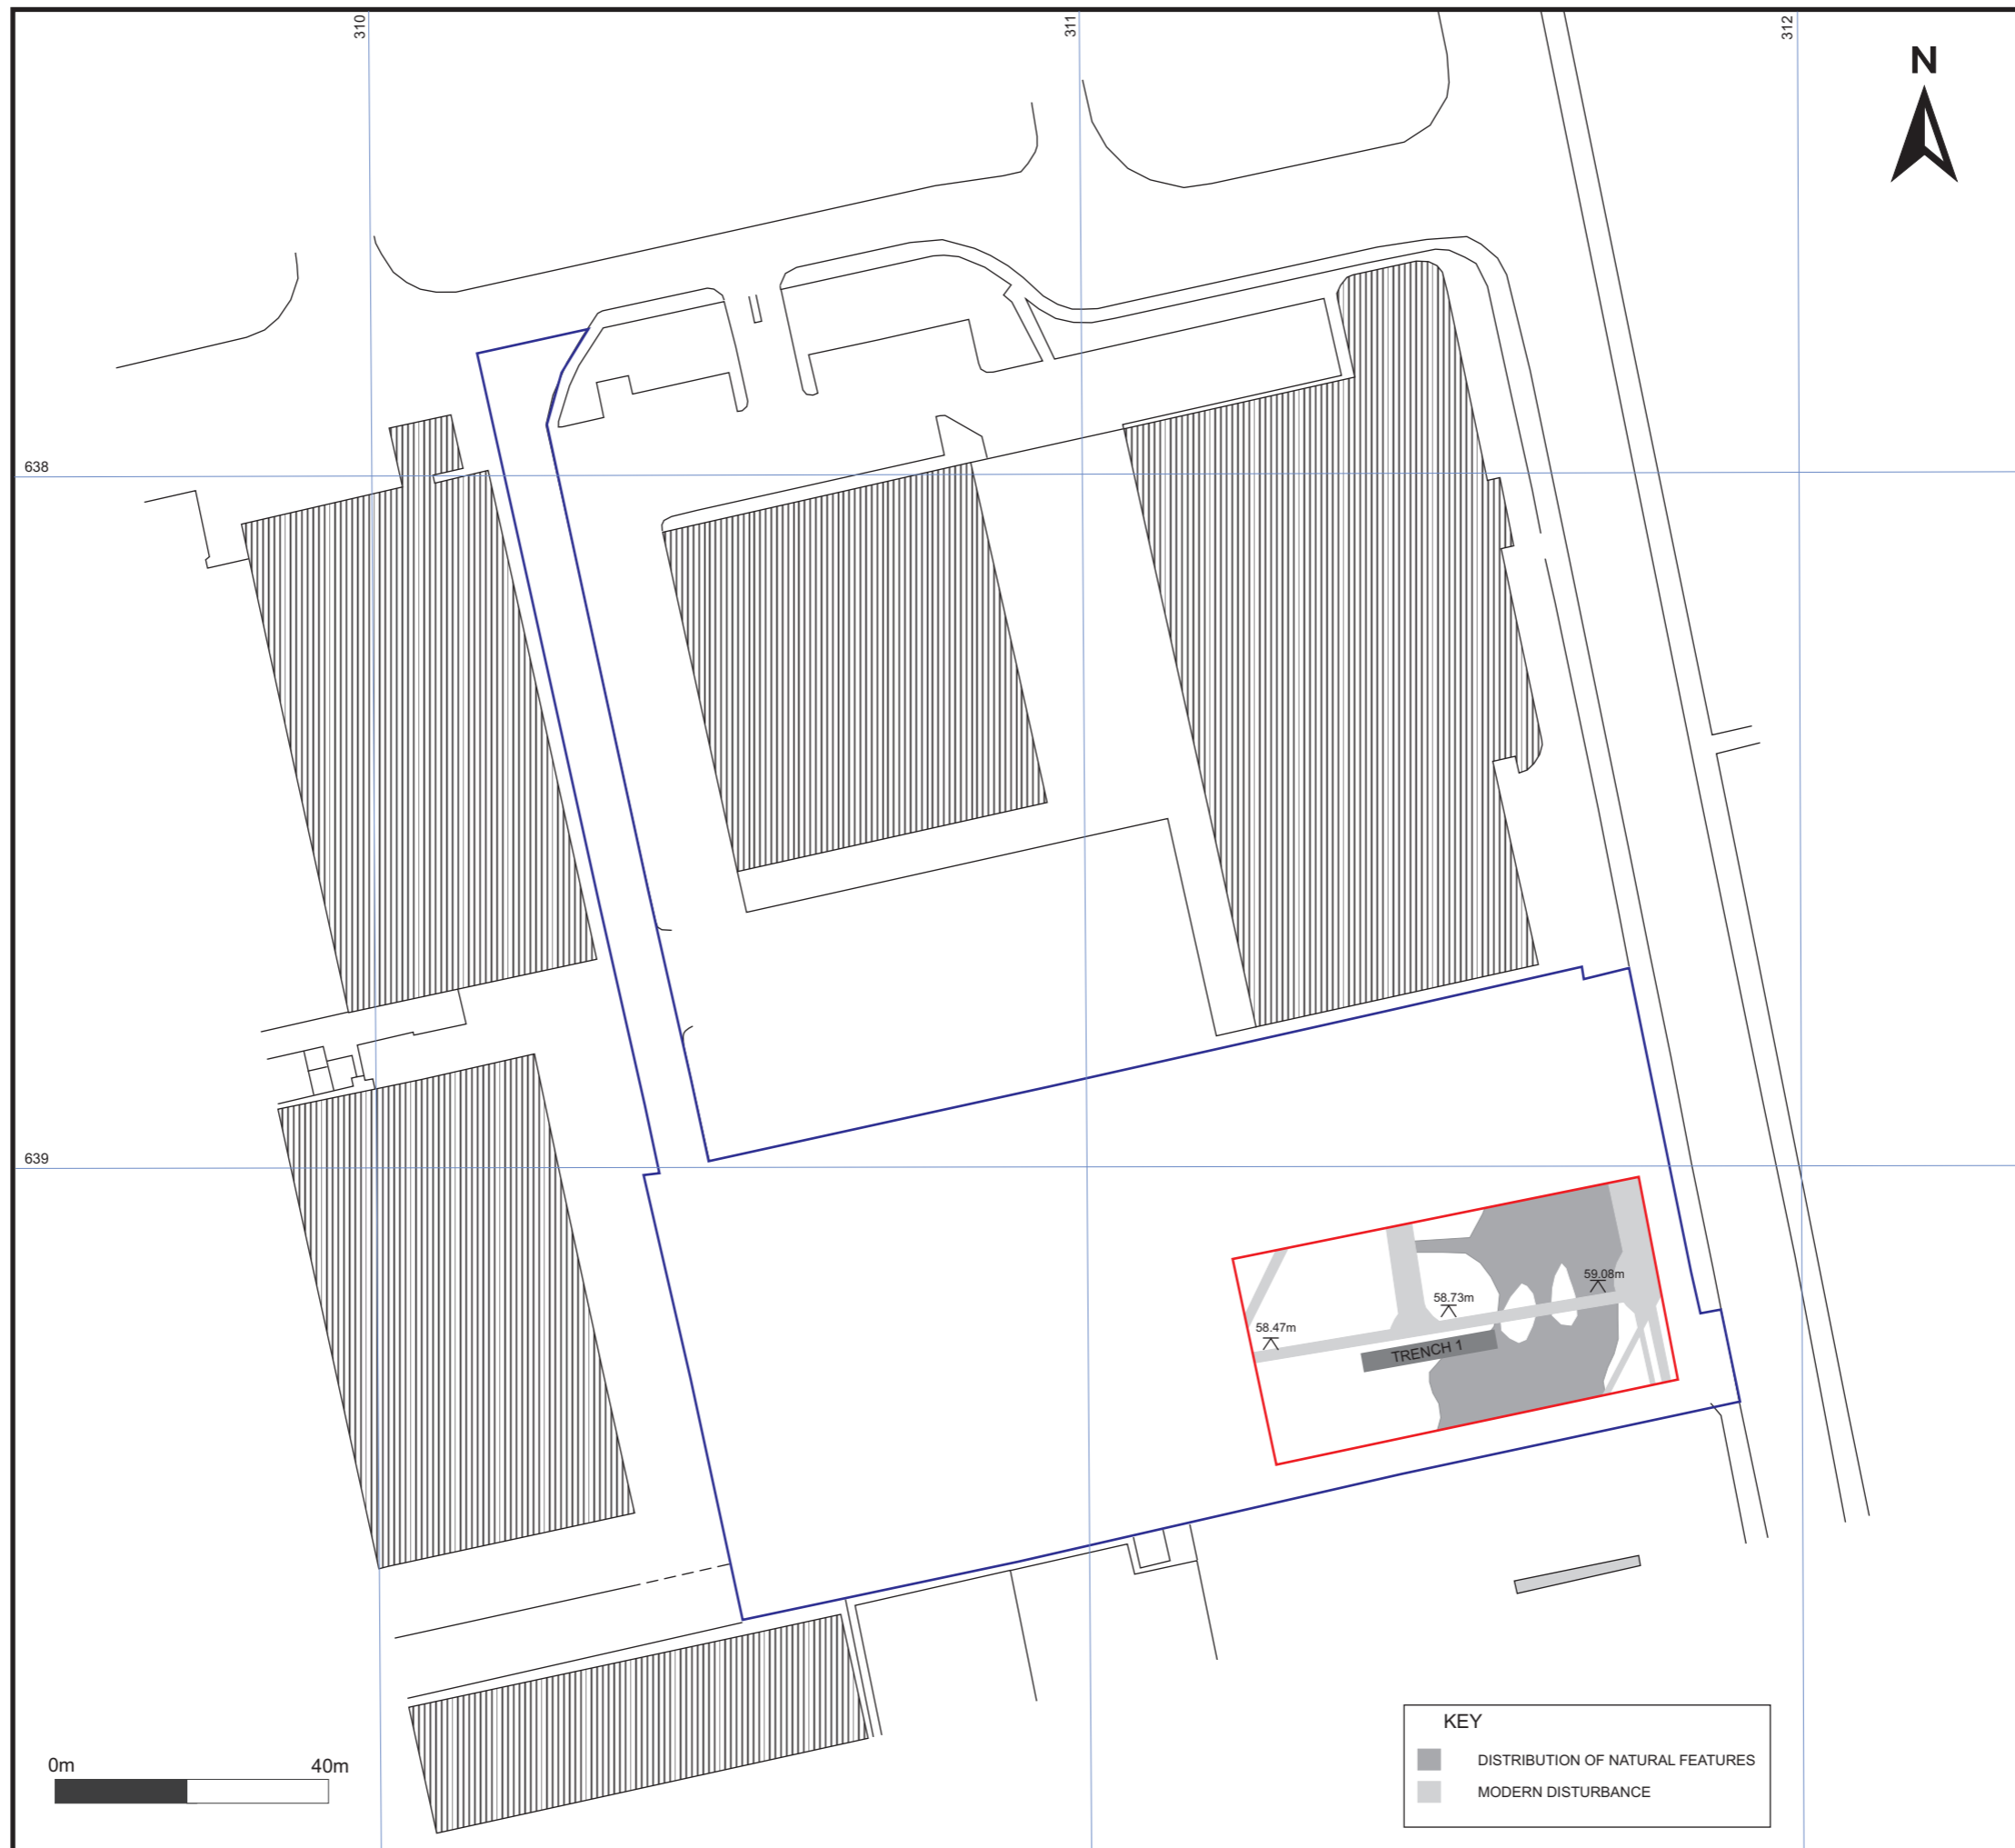 310
311
312
N
638
639
59.08m
58.73m
58.47m
TRENCH 1
KEY
DISTRIBUTION OF NATURAL FEATURES
MODERN DISTURBANCE
0m
40m